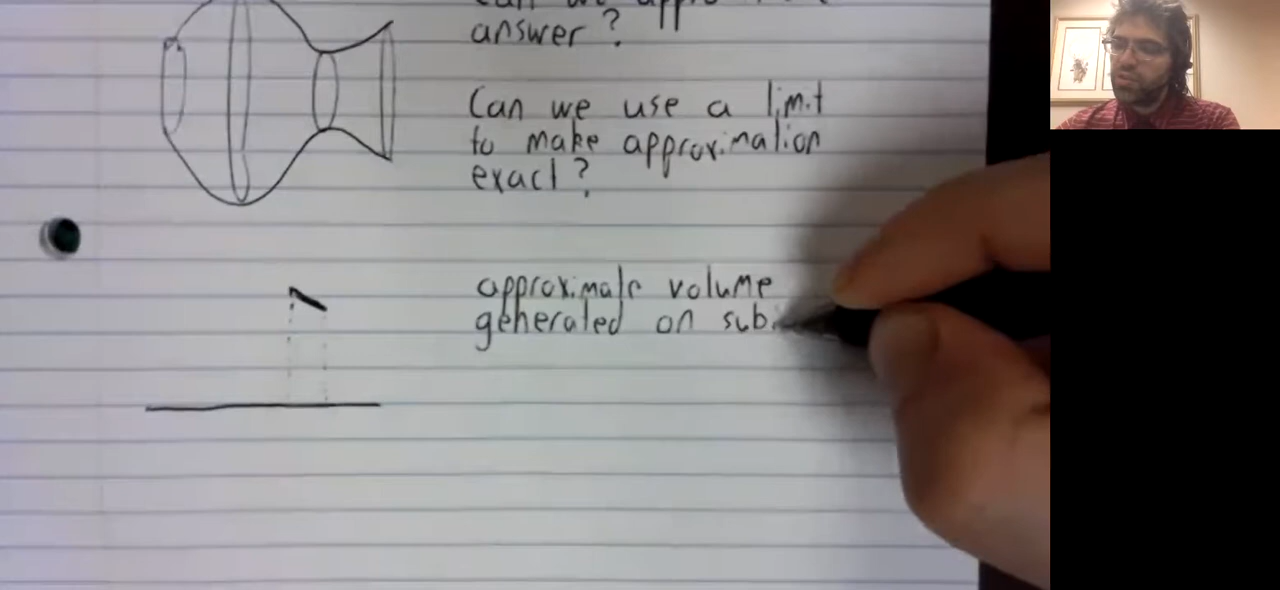 answer?
Can we use a limit
to make approximation
exact?
approximate volume
generated on sub